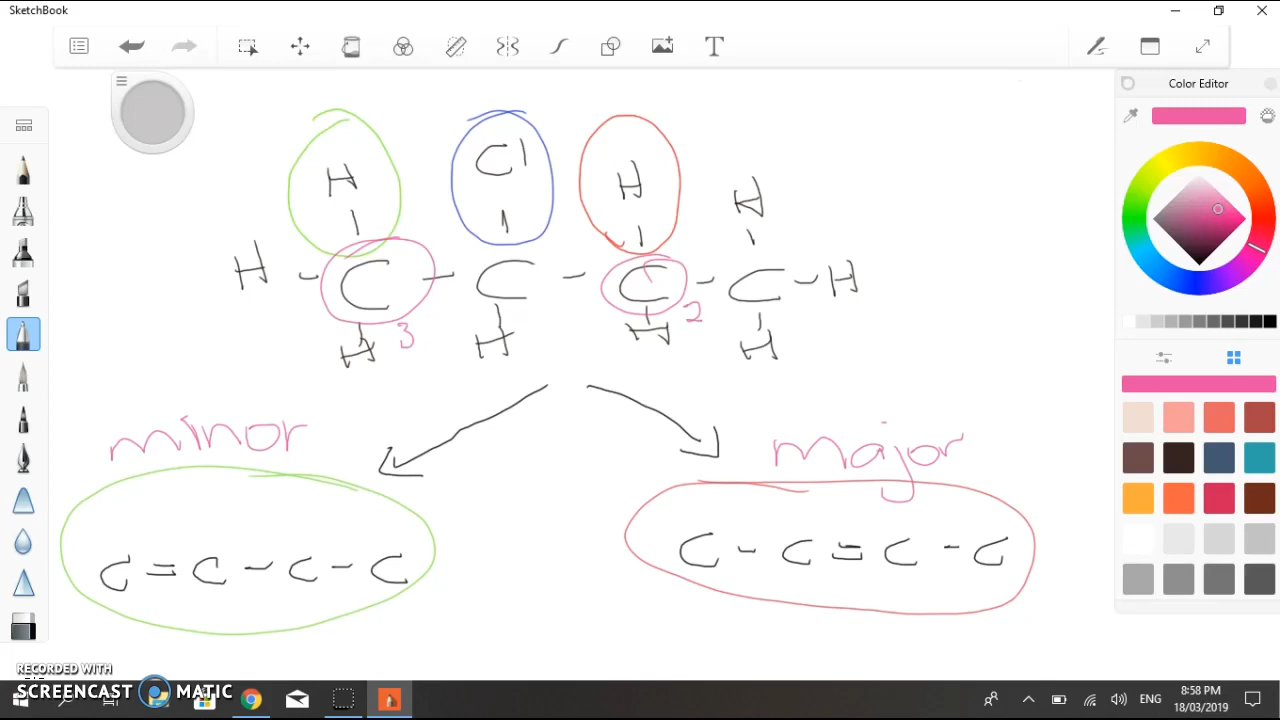 SketchBook
T
Color Editor
H Cl H H
H - C - C - C - C - H
3 2
H H H H
minor major
C = C - C - C
C - C = C - C
RECORDED WITH
SCREENCAST MATIC
ENG
8:58 PM
18/03/2019